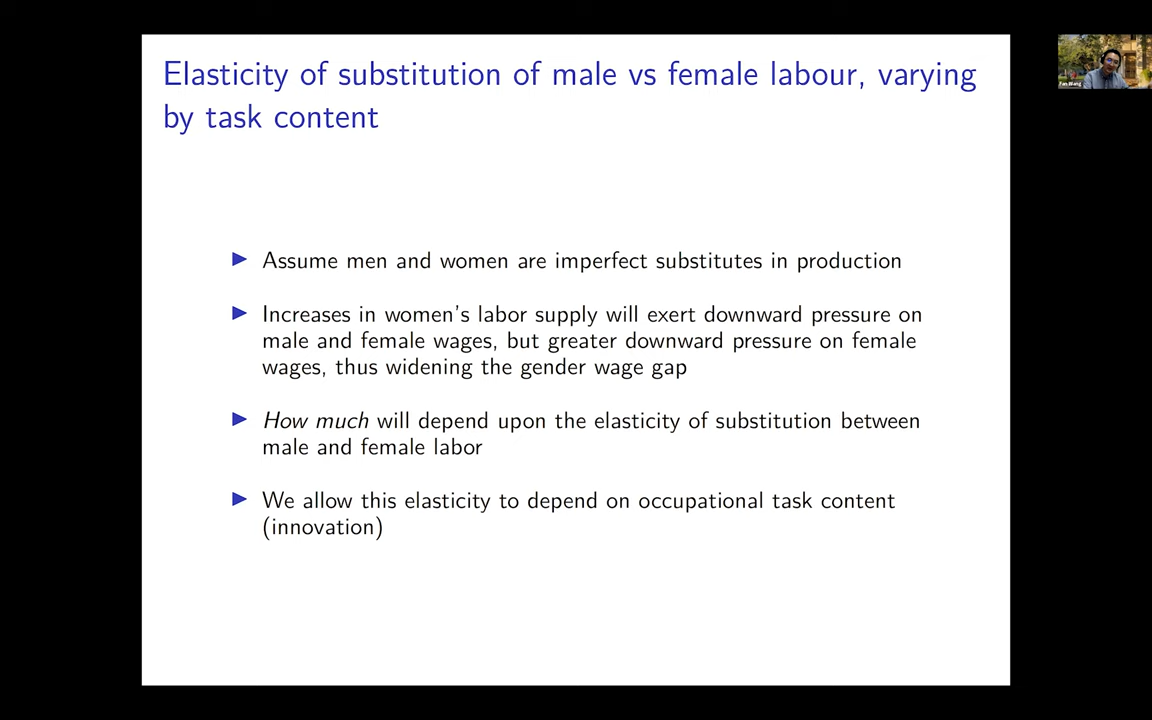 Elasticity of substitution of male vs female labour, varying
by task content
Assume men and women are imperfect substitutes in production
Increases in women's labor supply will exert downward pressure on
male and female wages, but greater downward pressure on female
wages, thus widening the gender wage gap
How much will depend upon the elasticity of substitution between
male and female labor
We allow this elasticity to depend on occupational task content
(innovation)
Fan Wang